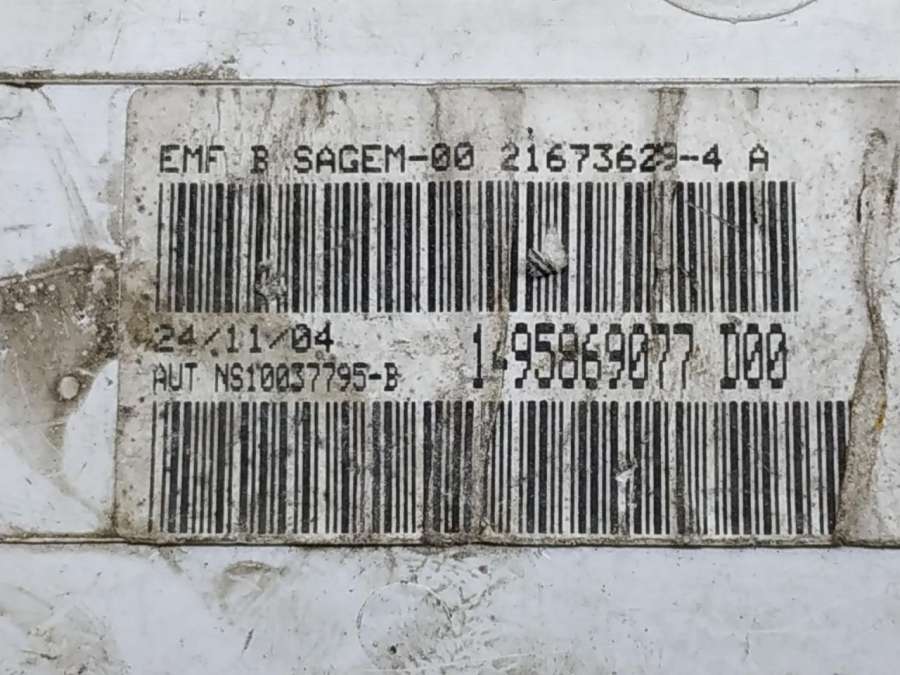 EMF B SAGEM-00 21673629-4 A
24/11/04
1-95869077 D00
AUT NS10037795-B